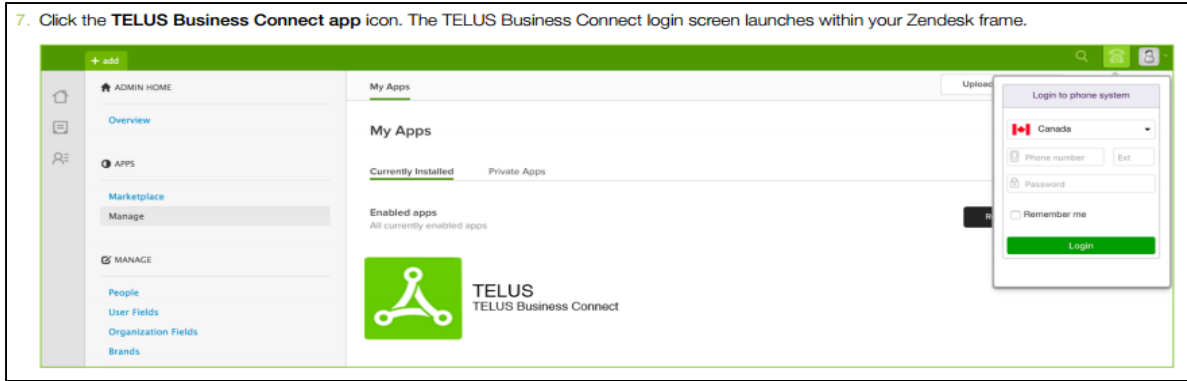 7. Click the TELUS Business Connect app icon. The TELUS Business Connect login screen launches within your Zendesk frame.
+ add
ADMIN HOME
Overview
APPS
Marketplace
Manage
MANAGE
People
User Fields
Organization Fields
Brands
My Apps
Upload
My Apps
Currently Installed Private Apps
Enabled apps
All currently enabled apps
R
TELUS
TELUS Business Connect
Login to phone system
Canada
Phone number Ext
Password
Remember me
Login